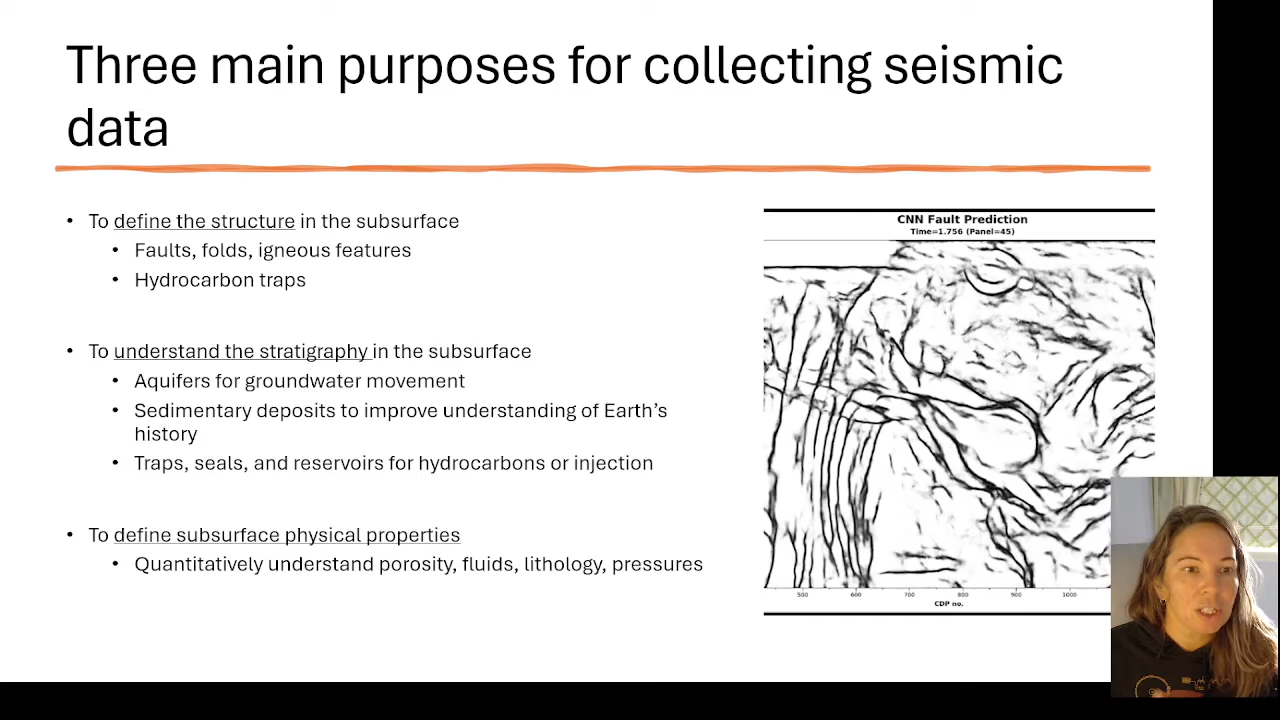 Three main purposes for collecting seismic
data
• To define the structure in the subsurface
• Faults, folds, igneous features
• Hydrocarbon traps
• To understand the stratigraphy in the subsurface
• Aquifers for groundwater movement
• Sedimentary deposits to improve understanding of Earth’s
history
• Traps, seals, and reservoirs for hydrocarbons or injection
• To define subsurface physical properties
• Quantitatively understand porosity, fluids, lithology, pressures
CNN Fault Prediction
Time=1.756 (Panel=45)
500 600 700 800 900 1000
CDP no.